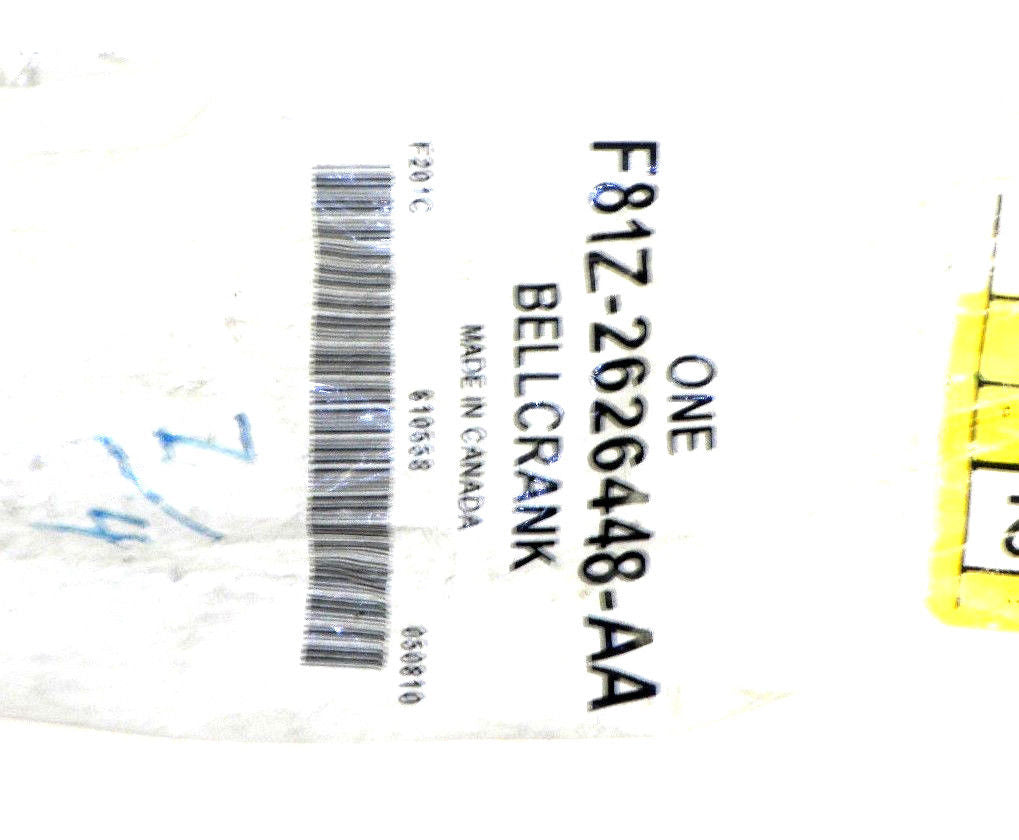 ONE
F81Z-2626448-AA
BELLCRANK
MADE IN CANADA
F201C 610558 050810